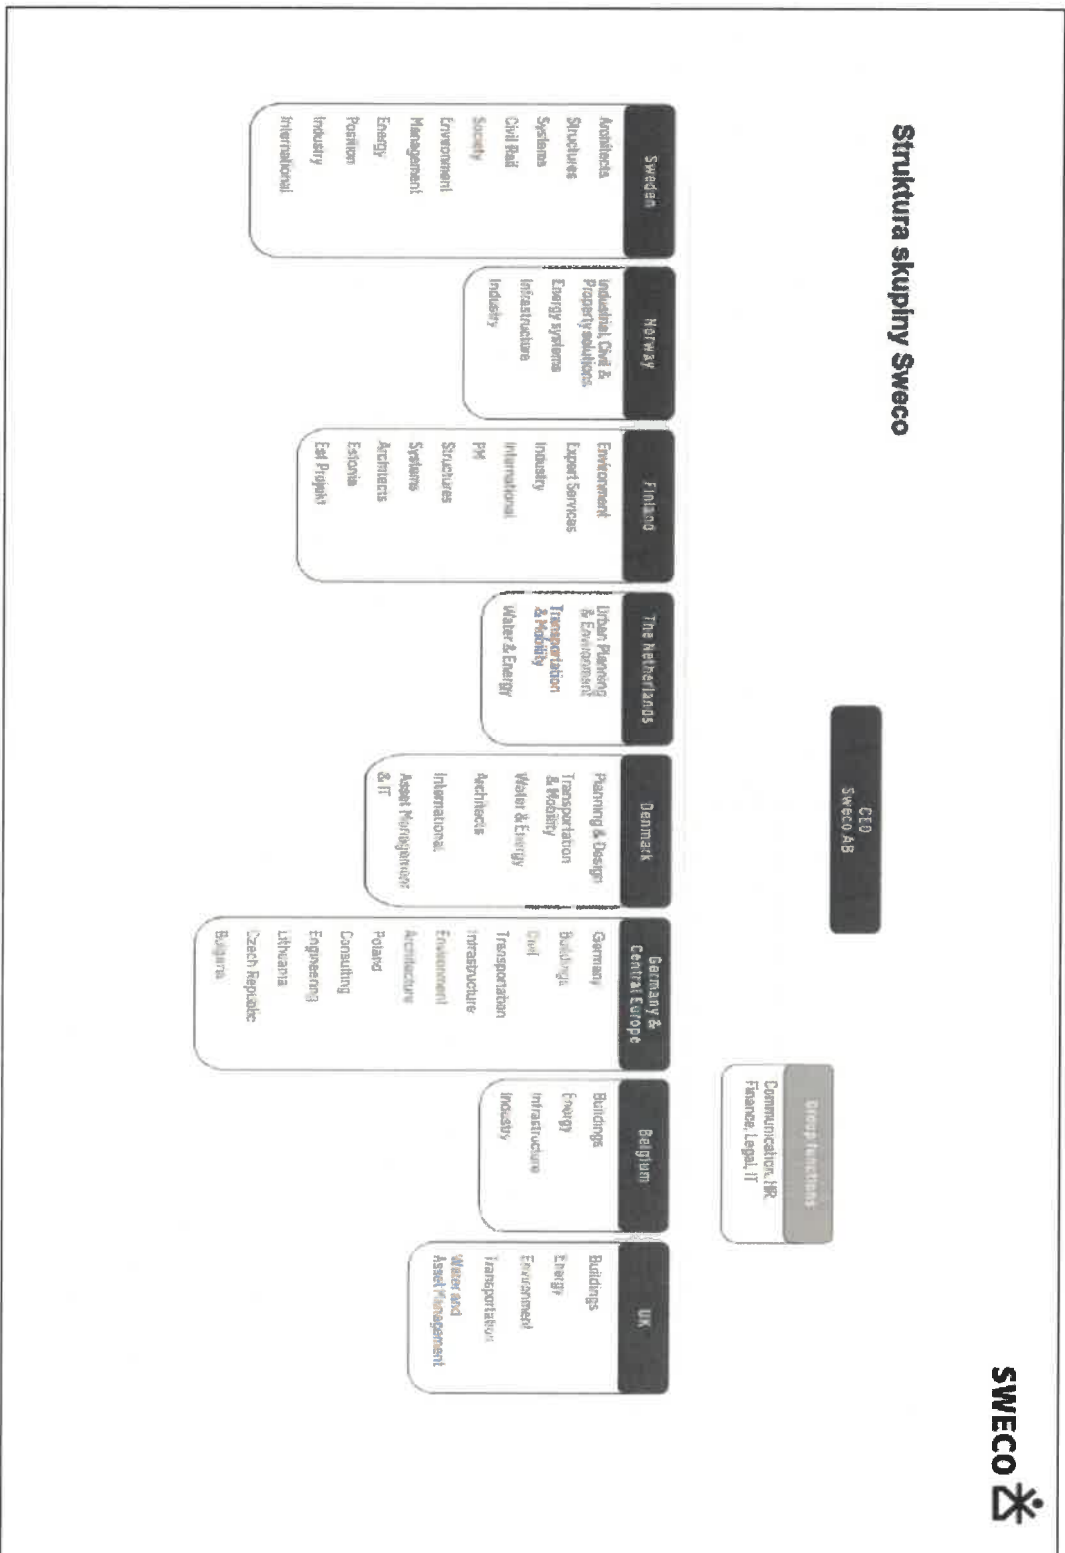 SWECO
Struktura skupiny Sweco
CEO
Sweco AB
Group functions
Communication, HR
Finance, Legal, IT
Sweden
Architects
Structures
Systems
Civil Rail
Society
Environment
Management
Energy
Position
Industry
International
Norway
Industrial, Civil &
Property solutions
Energy systems
Infrastructure
Industry
Finland
Environment
Expert Services
Industry
International
PM
Structures
Systems
Architects
Estonia
Est Projekt
The Netherlands
Urban Planning
& Environment
Transportation
& Mobility
Water & Energy
Denmark
Planning & Design
Transportation
& Mobility
Water & Energy
Architects
International
Asset Management
& IT
Germany &
Central Europe
Germany
Buildings
Civil
Transportation
Infrastructure
Environment
Architecture
Poland
Consulting
Engineering
Lithuania
Czech Republic
Bulgaria
Belgium
Buildings
Energy
Infrastructure
Industry
UK
Buildings
Energy
Environment
Transportation
Water and
Asset Management